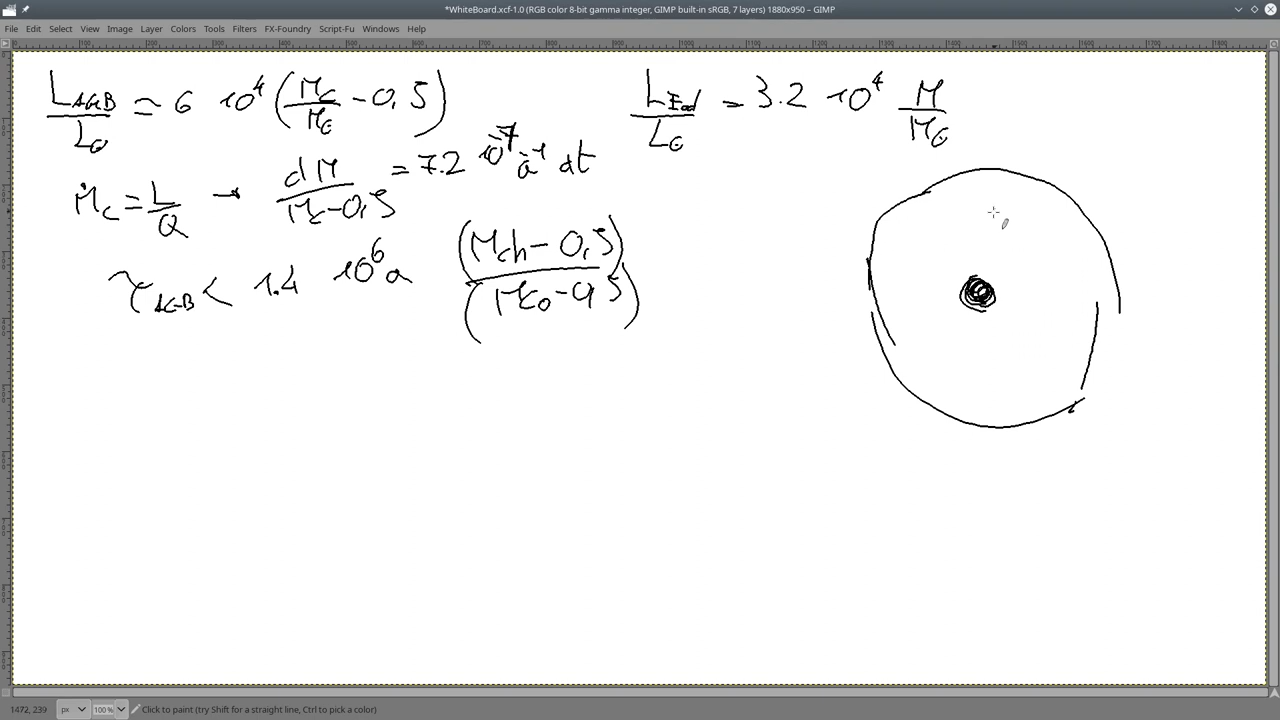 *WhiteBoard.xcf-1.0 (RGB color 8-bit gamma integer, GIMP built-in sRGB, 7 layers) 1880x950 – GIMP
File Edit Select View Image Layer Colors Tools Filters FX-Foundry Script-Fu Windows Help
L_AGB / L_⊙ ≃ 6 10^4 (M_c / M_⊙ - 0,5)
L_Edd / L_⊙ = 3.2 10^4 M / M_⊙
Ṁ_c = L / Q → dM / M_c - 0,5 = 7.2 10^-7 a^-1 dt
τ_AGB < 1.4 10^6 a (M_ch - 0,5) / (M_c0 - 0,5)
1472, 239 px 100% Click to paint (try Shift for a straight line, Ctrl to pick a color)